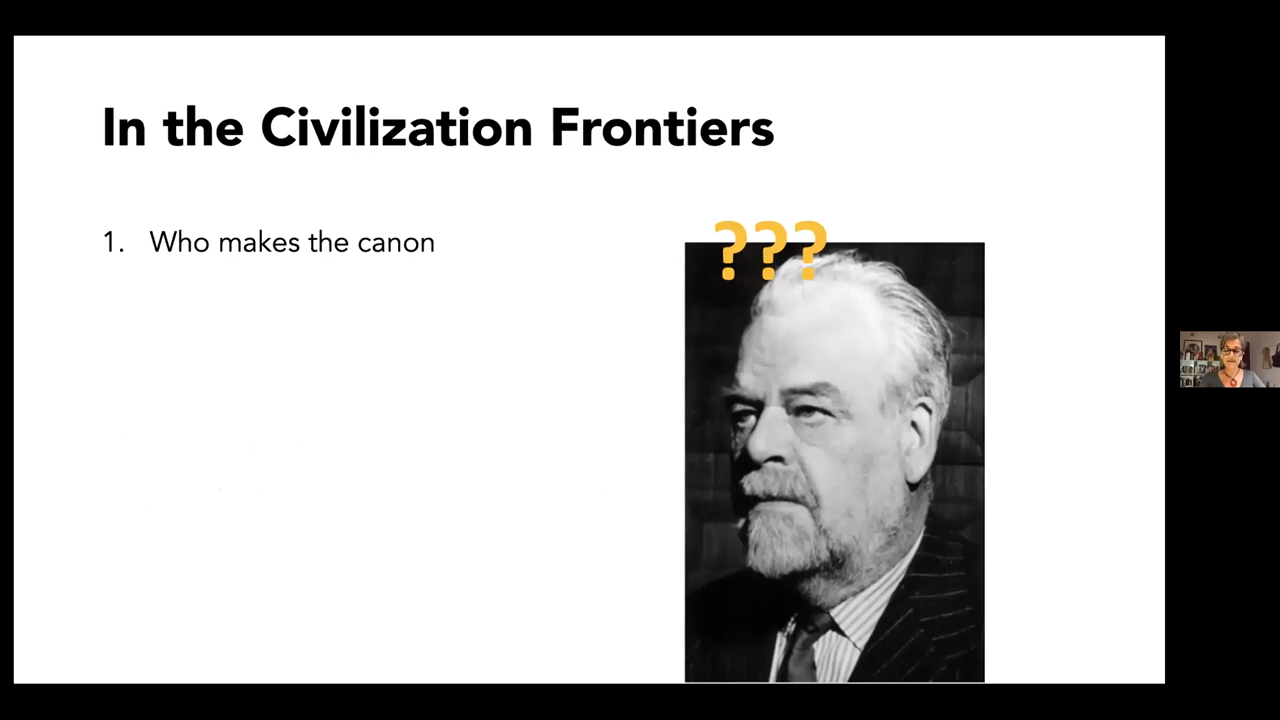 In the Civilization Frontiers
1. Who makes the canon
???